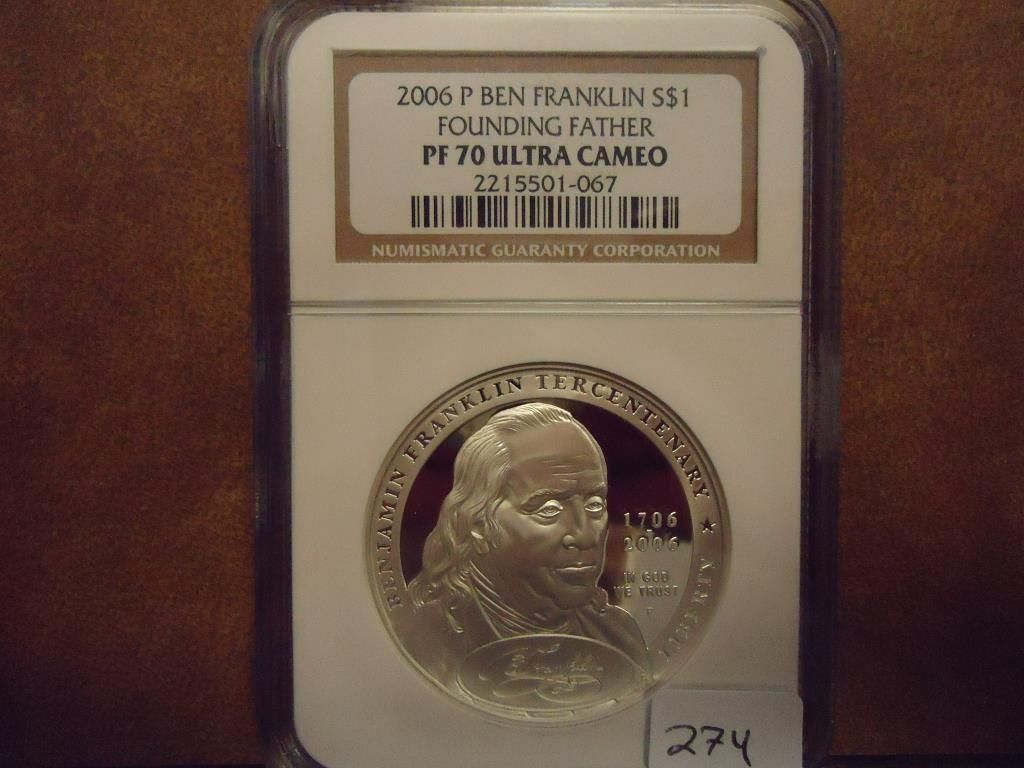 2006 P BEN FRANKLIN S$1
FOUNDING FATHER
PF 70 ULTRA CAMEO
2215501-067
NUMISMATIC GUARANTY CORPORATION
BENJAMIN FRANKLIN TERCENTENARY ★ LIBERTY
1706
-
2006
IN GOD
WE TRUST
P
B Franklin
274